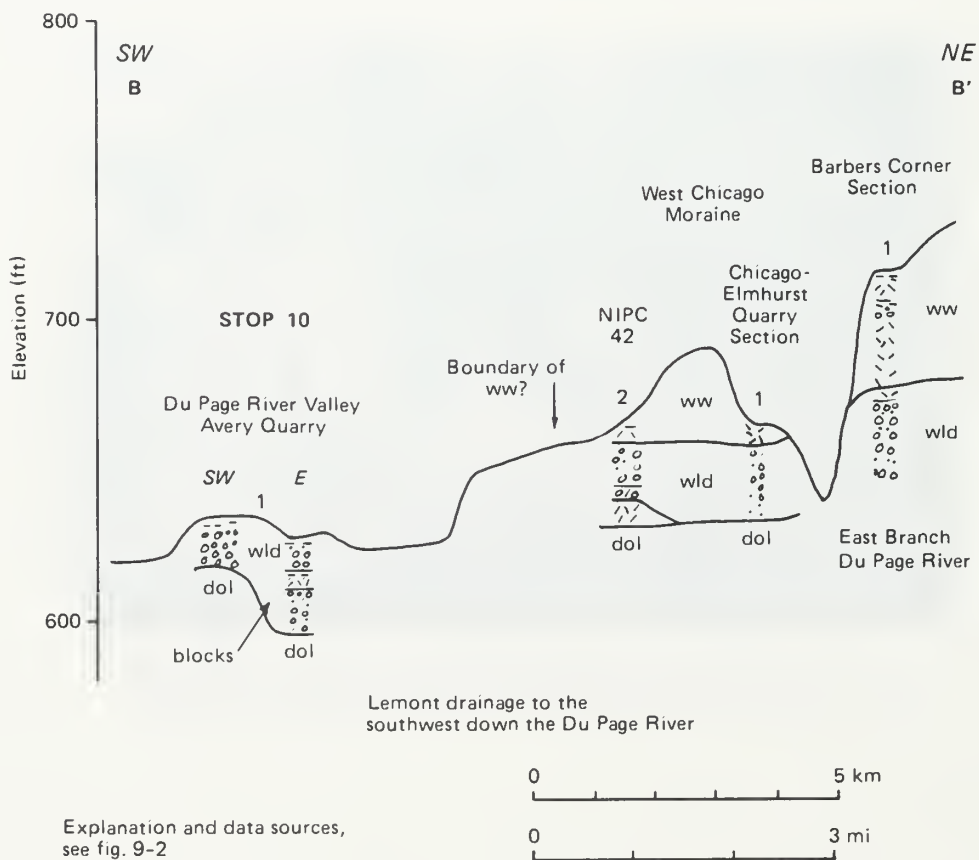 800
SW
B
NE
B'
Barbers Corner
Section
West Chicago
Moraine
1
Elevation (ft)
700
STOP 10
NIPC
42
Chicago-
Elmhurst
Quarry
Section
ww
Boundary of
ww?
Du Page River Valley
Avery Quarry
2
ww
1
SW
E
1
wld
wld
wld
dol
dol
dol
East Branch
Du Page River
600
blocks
dol
Lemont drainage to the
southwest down the Du Page River
0
5 km
Explanation and data sources,
see fig. 9-2
0
3 mi